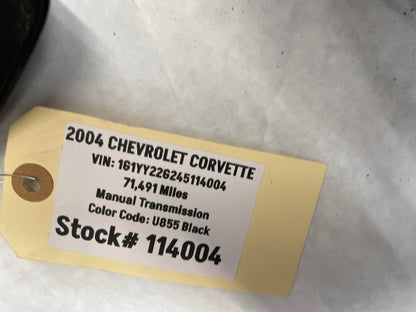 2004 CHEVROLET CORVETTE
VIN: 1G1YY22G245114004
71,491 Miles
Manual Transmission
Color Code: U855 Black
Stock# 114004